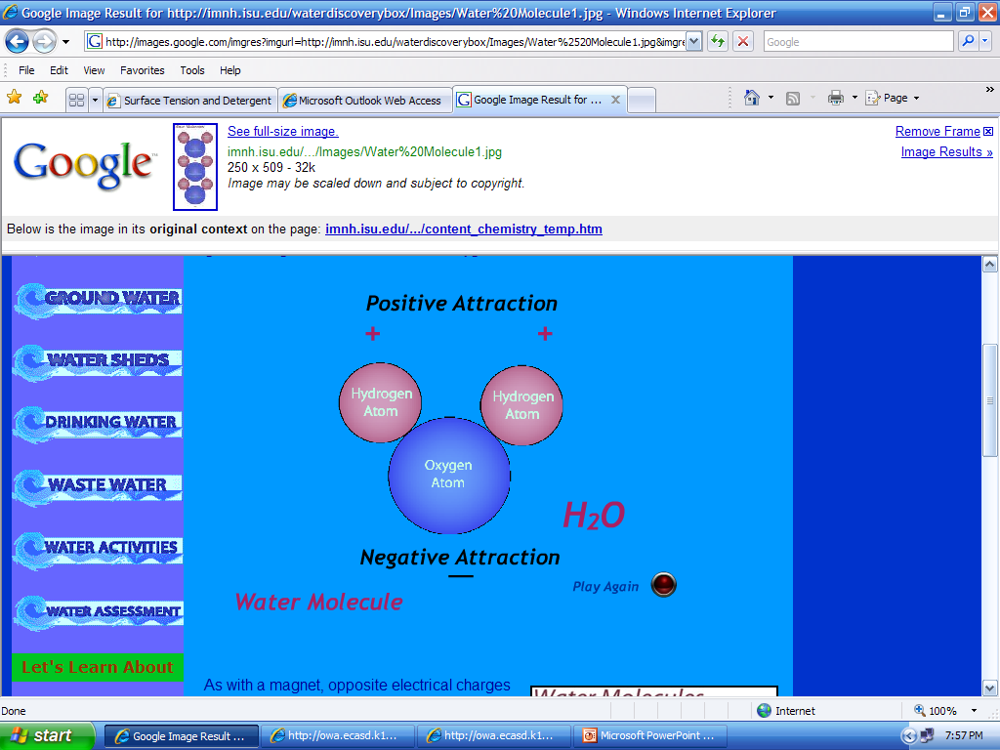 Google Image Result for http://imnh.isu.edu/waterdiscoverybox/Images/Water%20Molecule1.jpg - Windows Internet Explorer
http://images.google.com/imgres?imgurl=http://imnh.isu.edu/waterdiscoverybox/Images/Water%2520Molecule1.jpg&imgre
Google
File Edit View Favorites Tools Help
Surface Tension and Detergent
Microsoft Outlook Web Access
Google Image Result for ...
Page
Google™
See full-size image.
imnh.isu.edu/.../Images/Water%20Molecule1.jpg
250 x 509 - 32k
Image may be scaled down and subject to copyright.
Remove Frame
Image Results »
Below is the image in its original context on the page: imnh.isu.edu/.../content_chemistry_temp.htm
GROUND WATER
WATER SHEDS
DRINKING WATER
WASTE WATER
WATER ACTIVITIES
WATER ASSESSMENT
Let's Learn About
Positive Attraction
+ +
Hydrogen
Atom
Hydrogen
Atom
Oxygen
Atom
H2O
Negative Attraction
—
Play Again
Water Molecule
As with a magnet, opposite electrical charges
Water Molecules
Done
Internet
100%
start
Google Image Result ...
http://owa.ecasd.k1...
http://owa.ecasd.k1...
Microsoft PowerPoint ...
7:57 PM